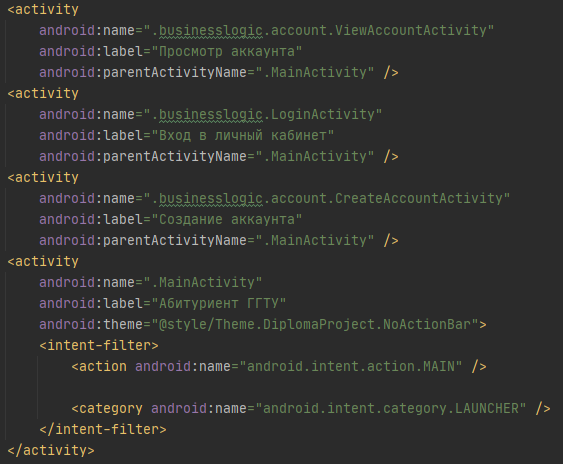 <activity
    android:name=".businesslogic.account.ViewAccountActivity"
    android:label="Просмотр аккаунта"
    android:parentActivityName=".MainActivity" />
<activity
    android:name=".businesslogic.LoginActivity"
    android:label="Вход в личный кабинет"
    android:parentActivityName=".MainActivity" />
<activity
    android:name=".businesslogic.account.CreateAccountActivity"
    android:label="Создание аккаунта"
    android:parentActivityName=".MainActivity" />
<activity
    android:name=".MainActivity"
    android:label="Абитуриент ГГТУ"
    android:theme="@style/Theme.DiplomaProject.NoActionBar">
    <intent-filter>
        <action android:name="android.intent.action.MAIN" />

        <category android:name="android.intent.category.LAUNCHER" />
    </intent-filter>
</activity>